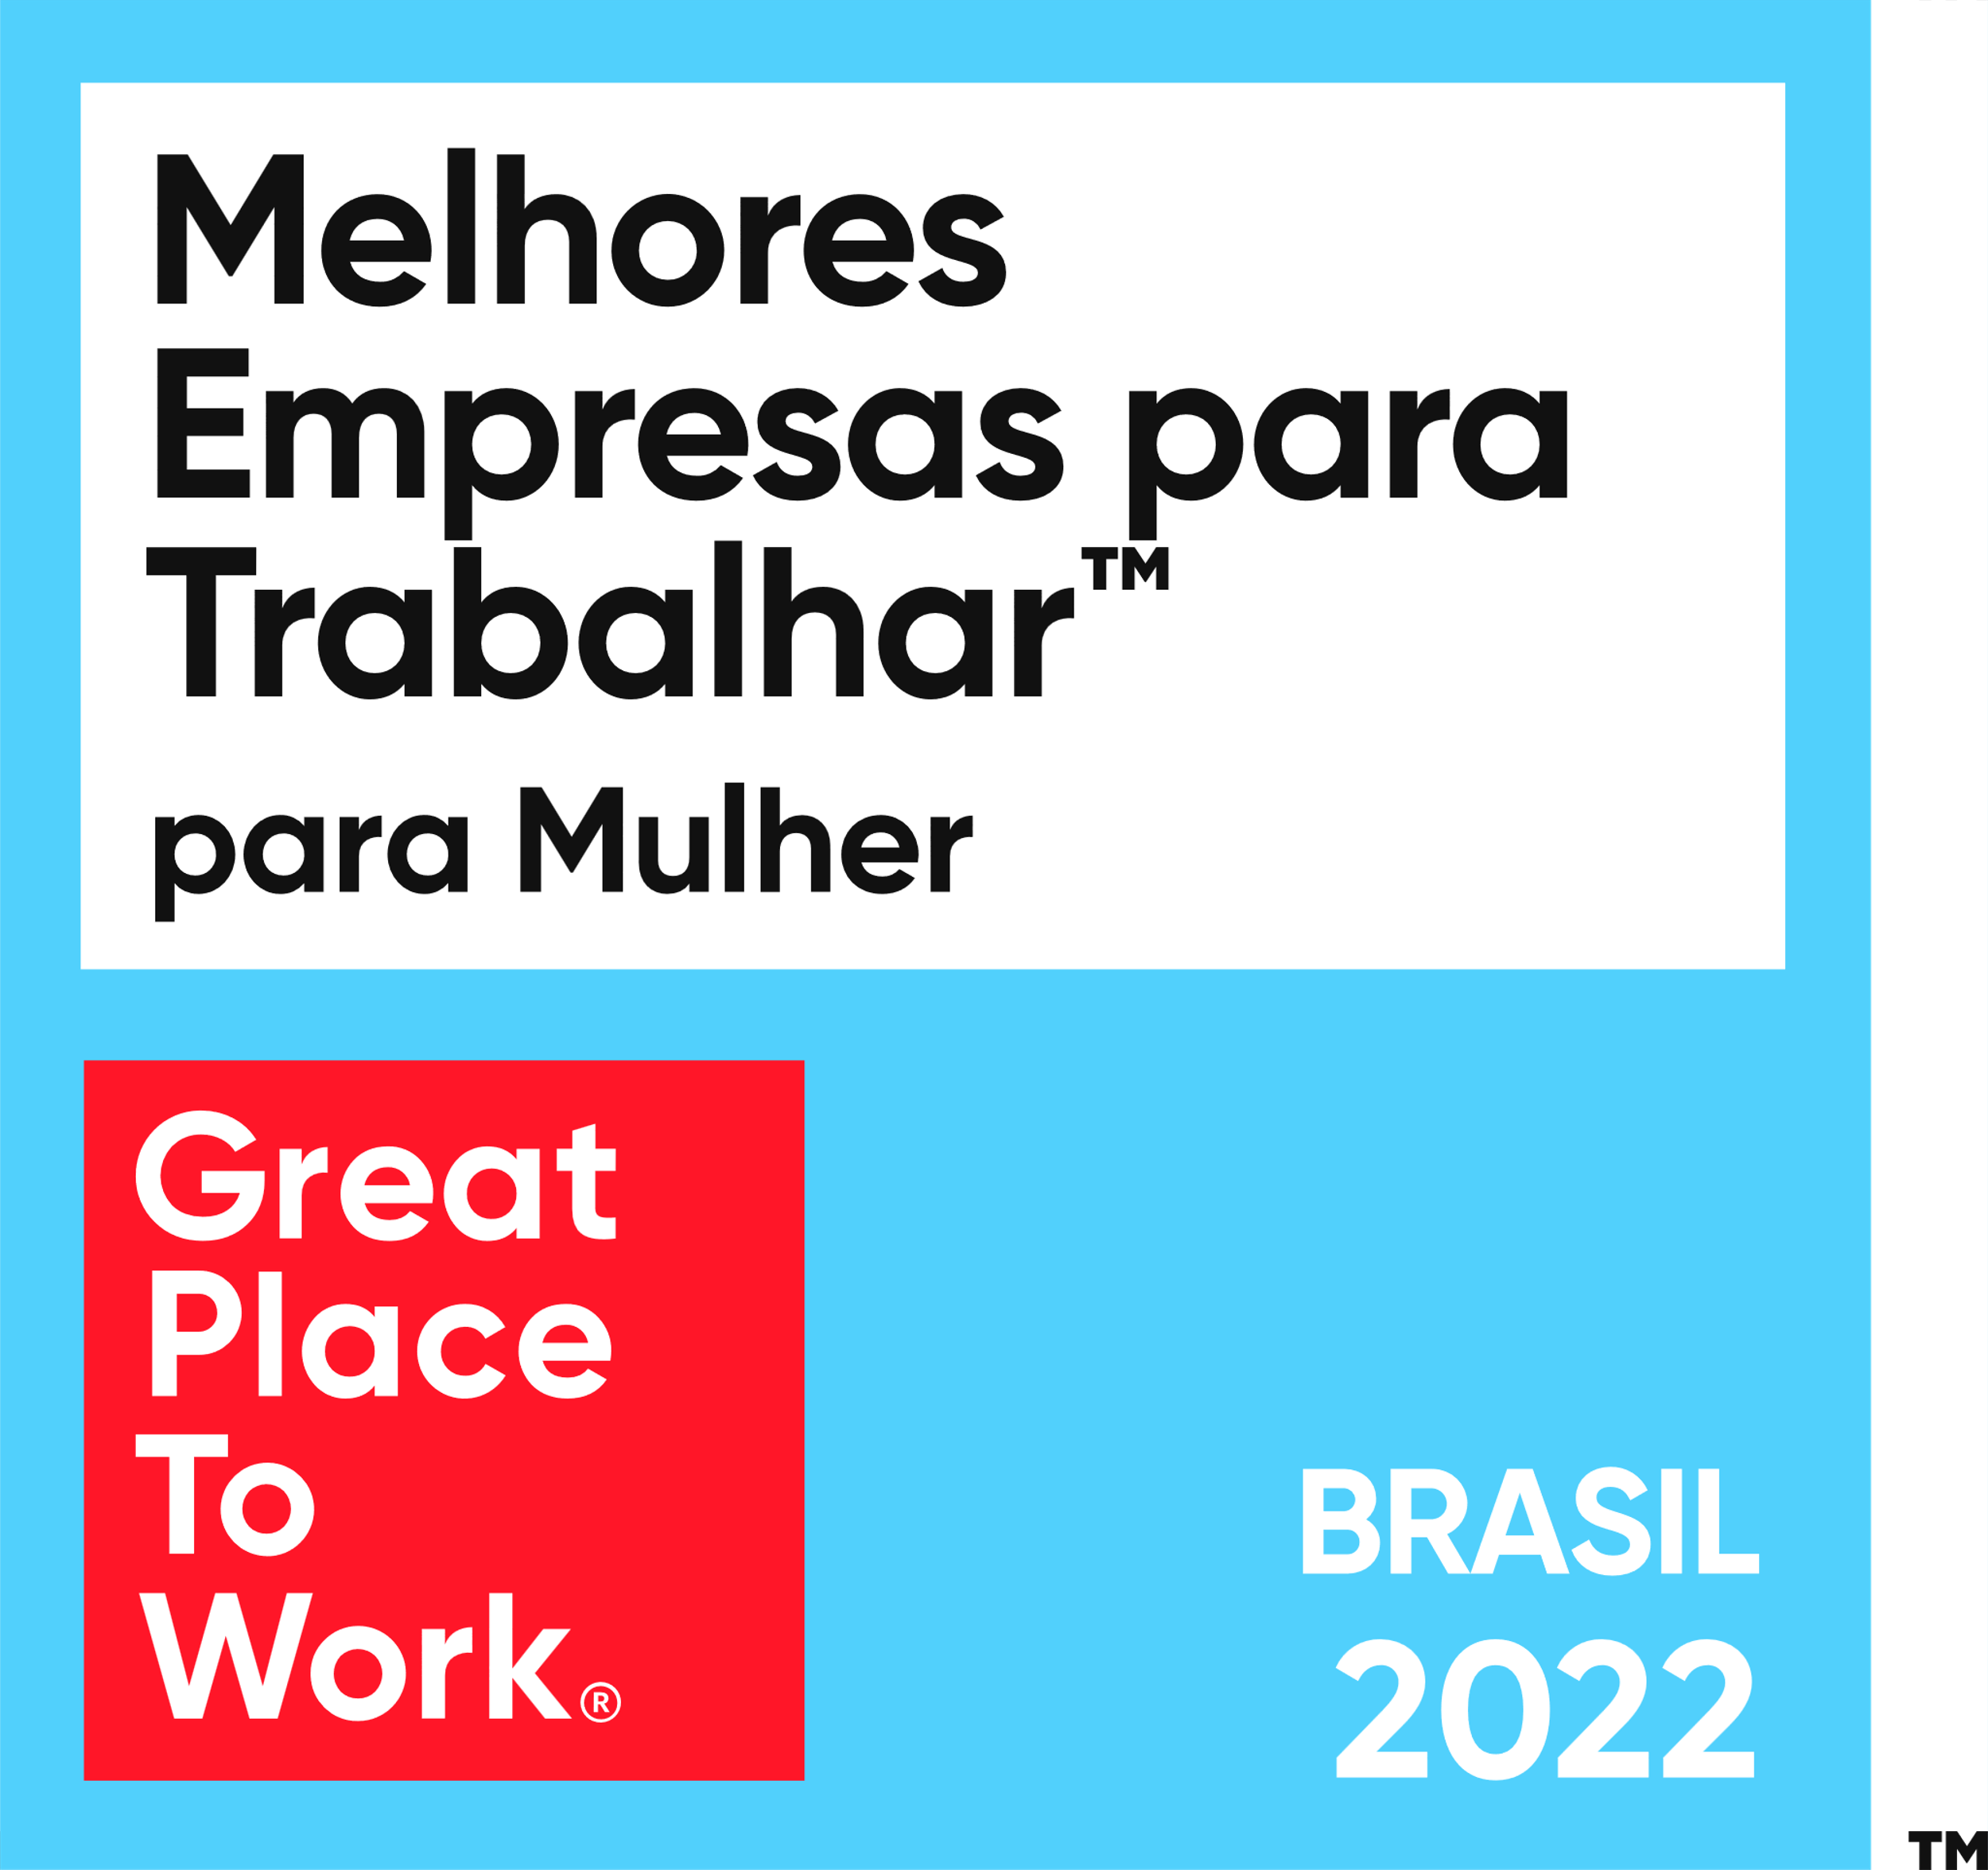 Melhores
Empresas para
Trabalhar™
para Mulher
Great
Place
To
Work®
BRASIL
2022
TM